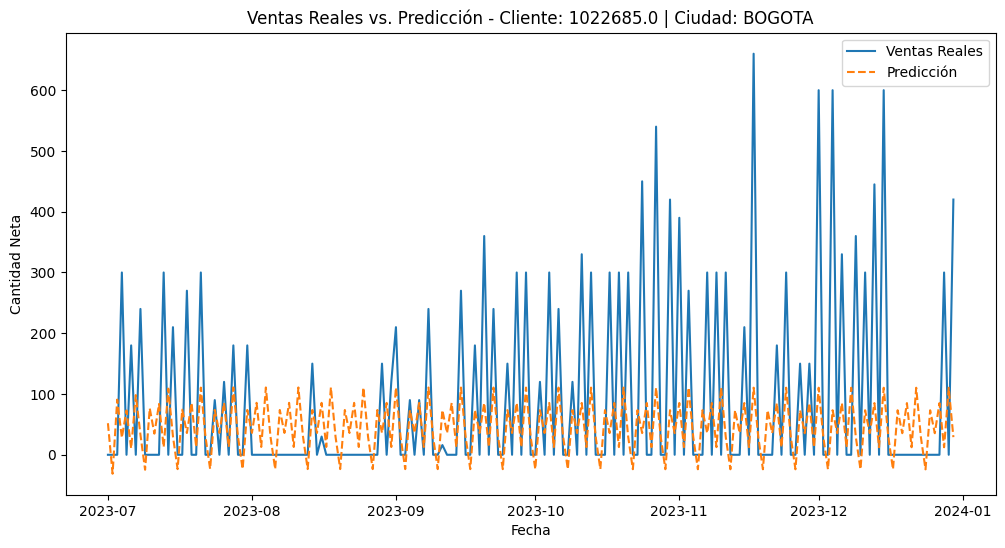 Ventas Reales vs. Predicción - Cliente: 1022685.0 | Ciudad: BOGOTA
Ventas Reales
Predicción
Cantidad Neta
600
500
400
300
200
100
0
2023-07
2023-08
2023-09
2023-10
2023-11
2023-12
2024-01
Fecha